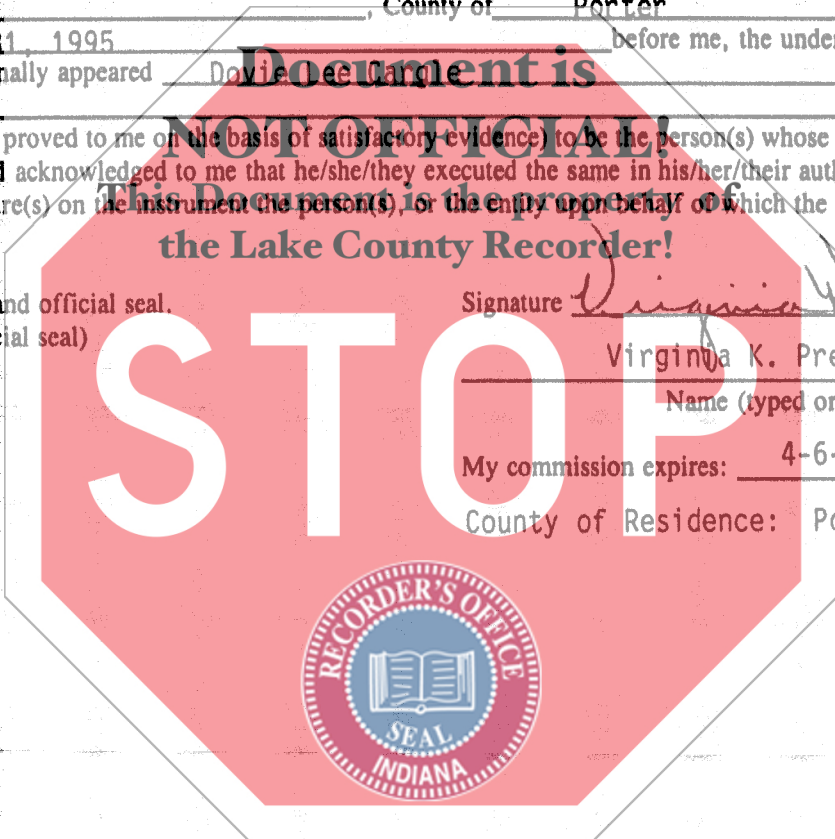 , County of Porter
1, 1995 before me, the under
nally appeared Dovie Lee Cargle
Document is
proved to me on the basis of satisfactory evidence) to be the person(s) whose
NOT OFFICIAL!
acknowledged to me that he/she/they executed the same in his/her/their auth
This Document is the property of
re(s) on the instrument the person(s), or the entity upon behalf of which the
the Lake County Recorder!
nd official seal.
Signature Virginia
ial seal)
STOP
Virginia K. Pre
Name (typed or
My commission expires: 4-6-
County of Residence: Po
RECORDER'S OFFICE
SEAL
INDIANA